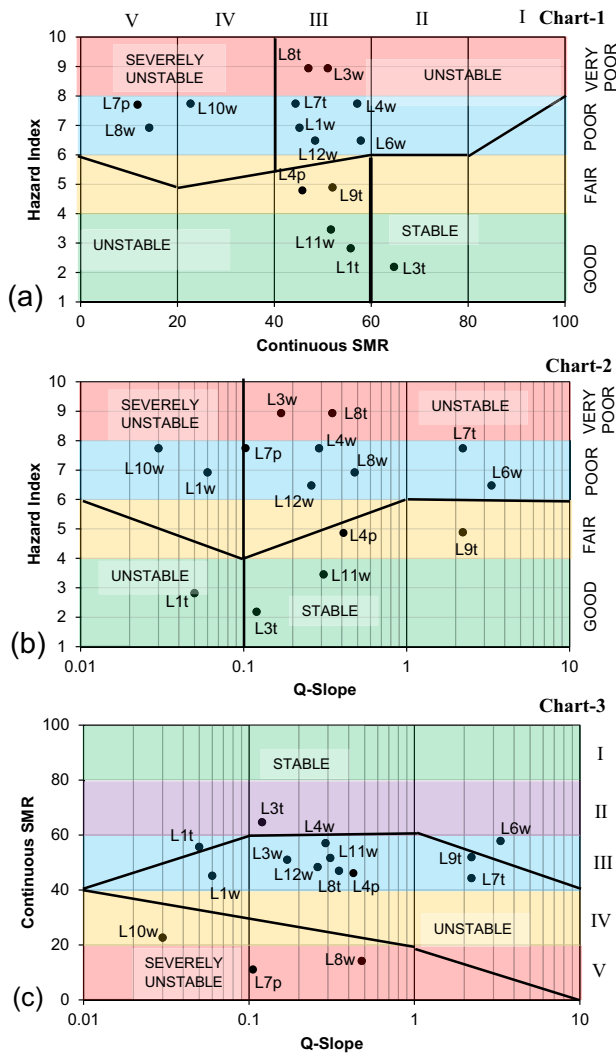 V IV III II I Chart-1
10
9
8
7
6
5
4
3
2
1
Hazard Index
SEVERELY
UNSTABLE
L8t
L3w
UNSTABLE
L7p
L10w
L7t
L4w
L8w
L1w
L12w
L6w
L4p
L9t
L11w
UNSTABLE
STABLE
L1t
L3t
VERY
POOR
POOR
FAIR
GOOD
(a)
0 20 40 60 80 100
Continuous SMR
Chart-2
10
9
8
7
6
5
4
3
2
1
Hazard Index
SEVERELY
UNSTABLE
L3w
L8t
UNSTABLE
L10w
L7p
L4w
L7t
L1w
L8w
L12w
L6w
L4p
L9t
UNSTABLE
L11w
L1t
STABLE
L3t
VERY
POOR
POOR
FAIR
GOOD
(b)
0.01 0.1 1 10
Q-Slope
Chart-3
100
80
60
40
20
0
Continuous SMR
STABLE
L3t
L1t
L4w
L6w
L3w
L11w
L9t
L12w
L1w
L8t
L4p
L7t
L10w
UNSTABLE
SEVERELY
UNSTABLE
L7p
L8w
I
II
III
IV
V
(c)
0.01 0.1 1 10
Q-Slope